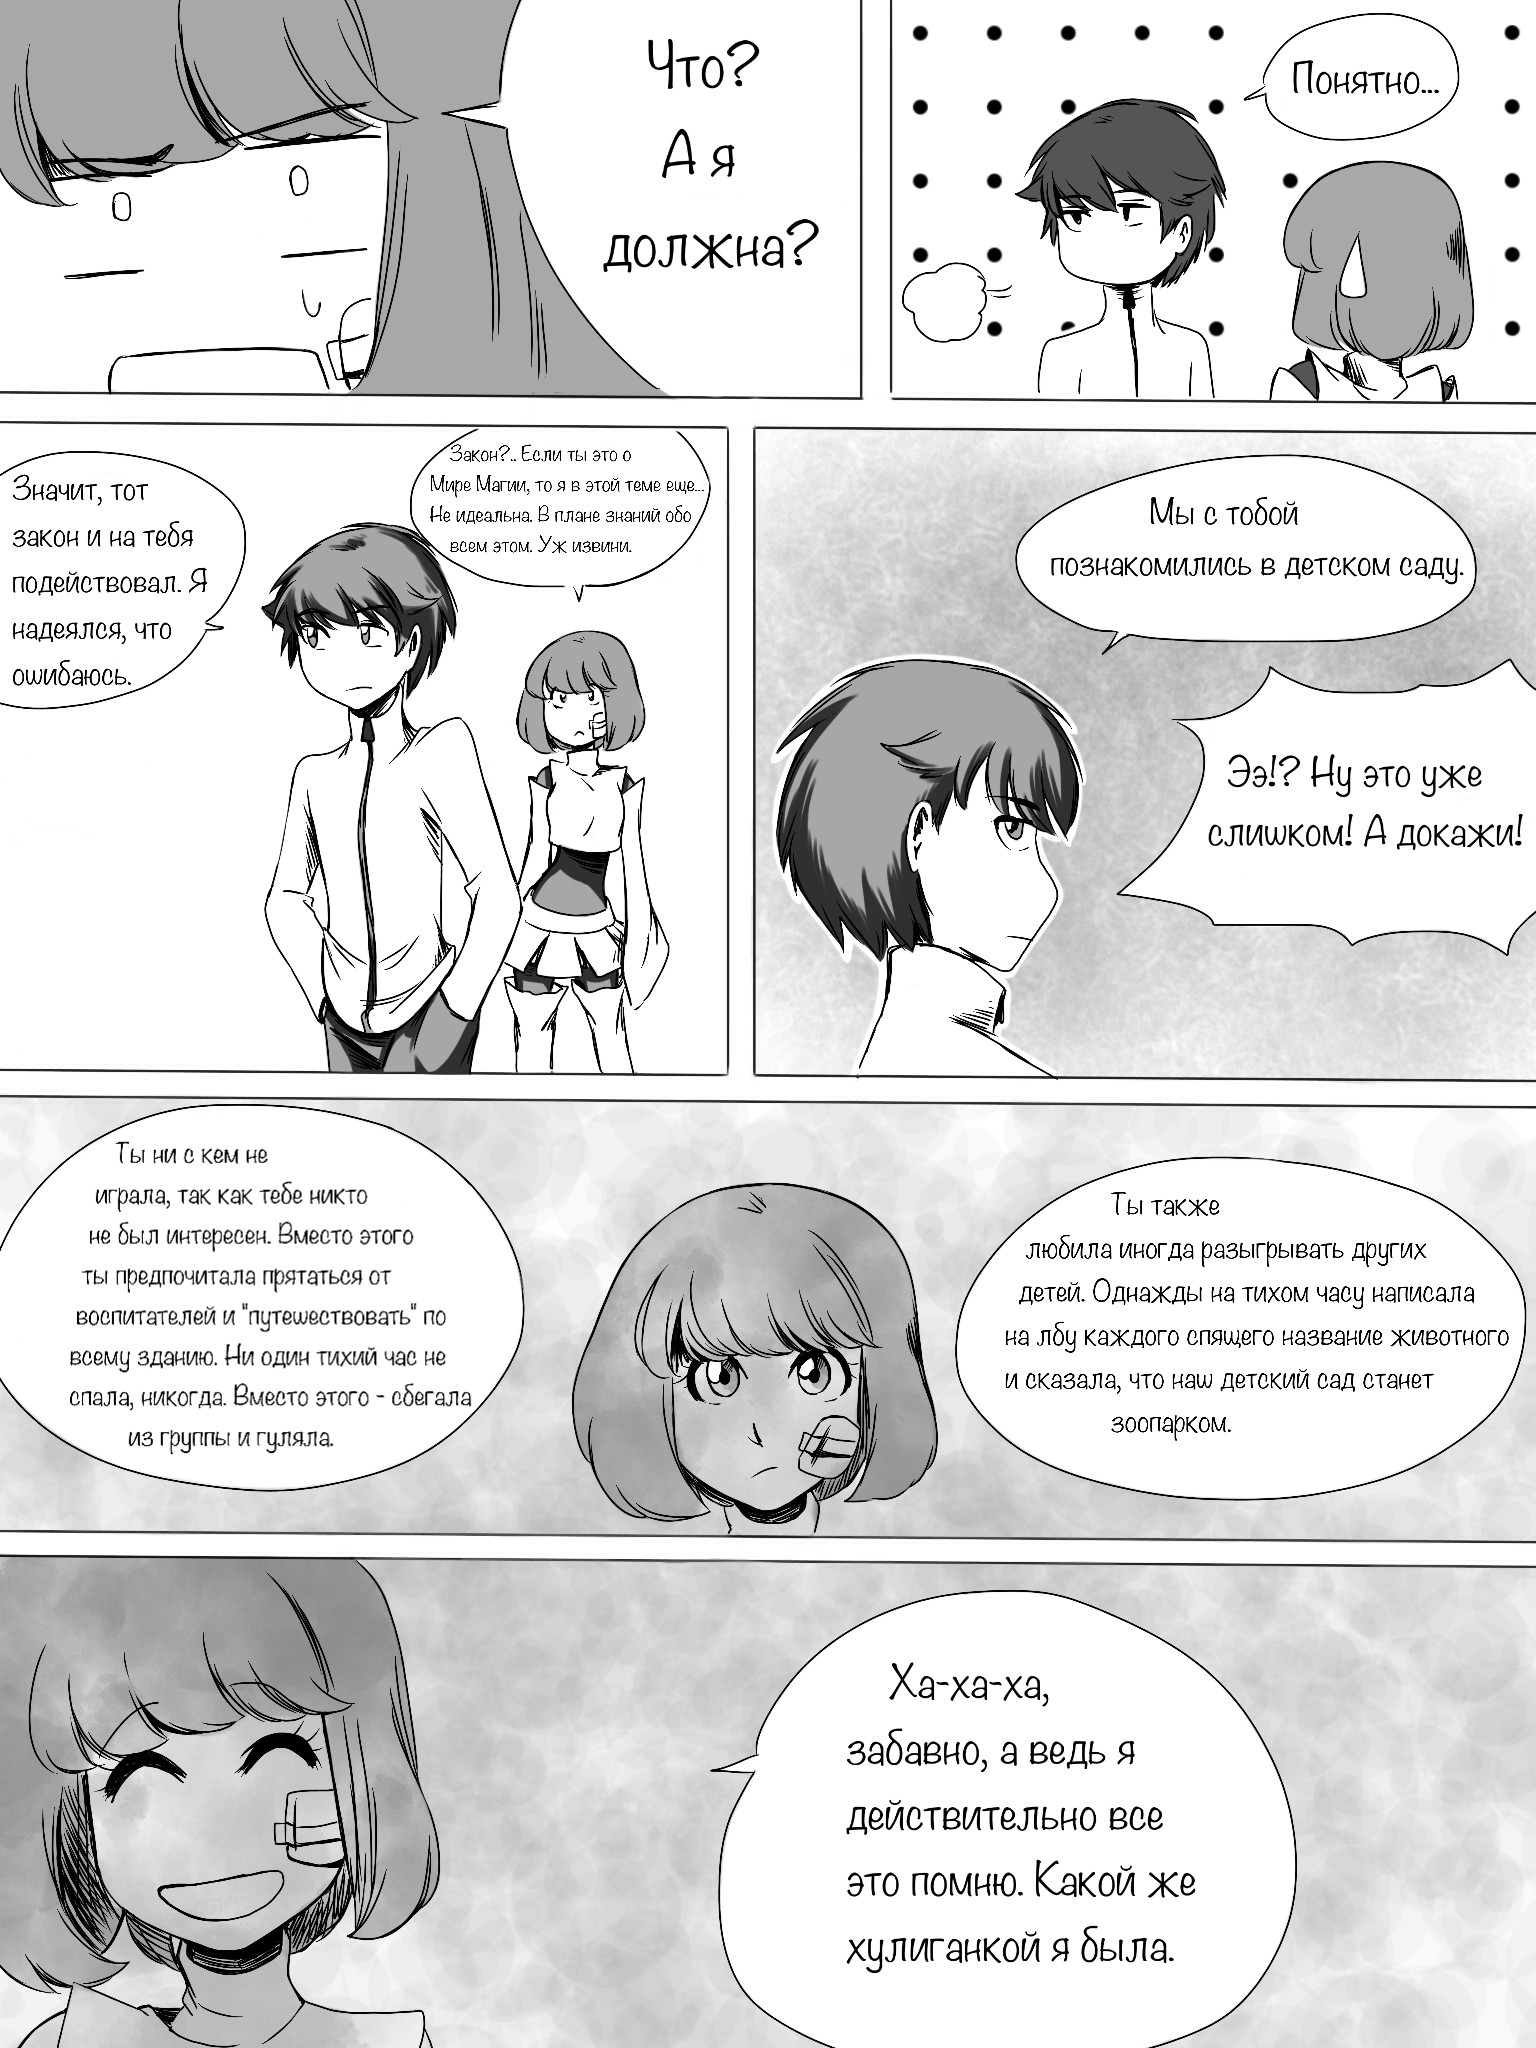 Что?
А я
должна?
Понятно...
Значит, тот
закон и на тебя
подействовал. Я
надеялся, что
ошибаюсь.
Закон?.. Если ты это о
Мире Магии, то я в этой теме еще...
Не идеальна. В плане знаний обо
всем этом. Уж извини.
Мы с тобой
познакомились в детском саду.
Ээ!? Ну это уже
слишком! А докажи!
Ты ни с кем не
играла, так как тебе никто
не был интересен. Вместо этого
ты предпочитала прятаться от
воспитателей и "путешествовать" по
всему зданию. Ни один тихий час не
спала, никогда. Вместо этого - сбегала
из группы и гуляла.
Ты также
любила иногда разыгрывать других
детей. Однажды на тихом часу написала
на лбу каждого спящего название животного
и сказала, что наш детский сад станет
зоопарком.
Ха-ха-ха,
забавно, а ведь я
действительно все
это помню. Какой же
хулиганкой я была.